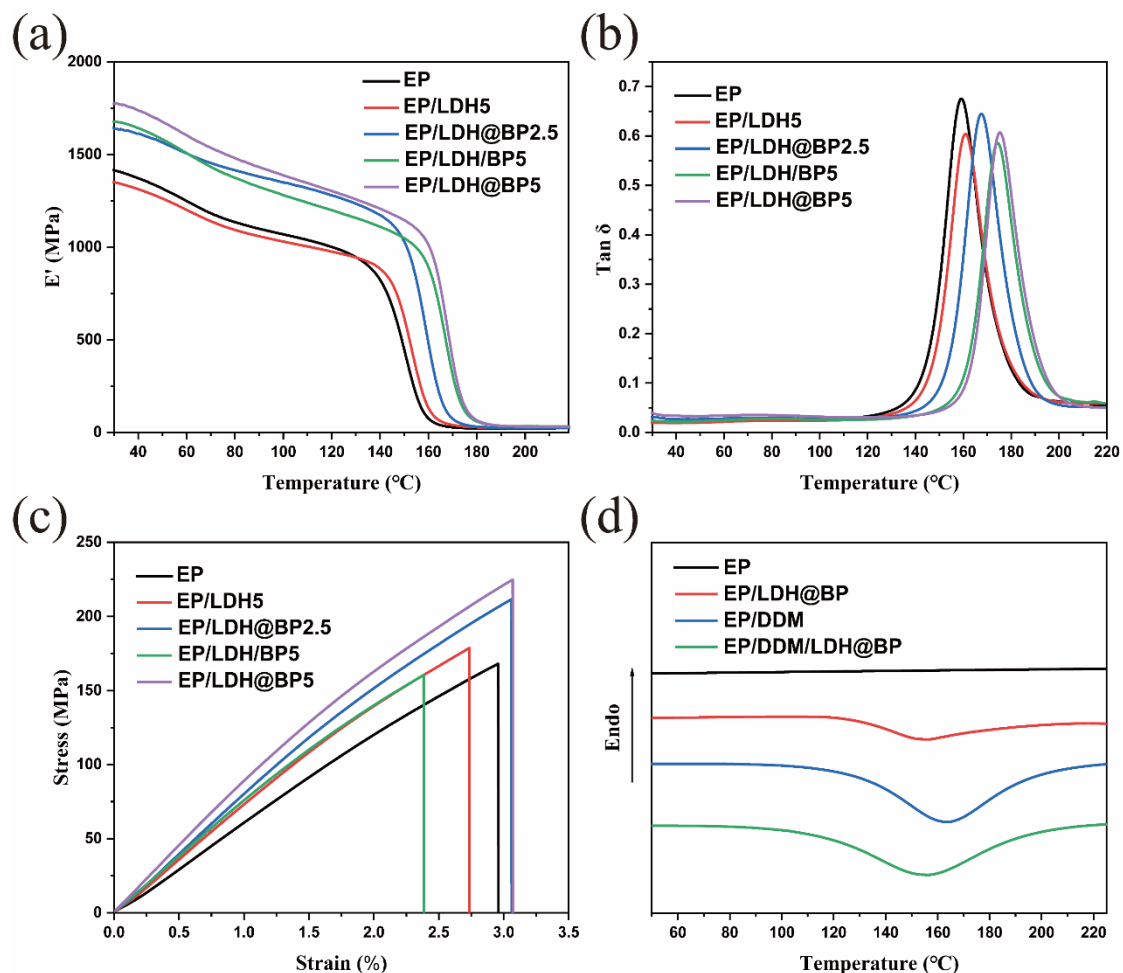 (a)
2000
1500
1000
500
0
E' (MPa)
EP
EP/LDH5
EP/LDH@BP2.5
EP/LDH/BP5
EP/LDH@BP5
40 60 80 100 120 140 160 180 200
Temperature (°C)
(b)
0.7
0.6
0.5
0.4
0.3
0.2
0.1
0.0
Tan δ
EP
EP/LDH5
EP/LDH@BP2.5
EP/LDH/BP5
EP/LDH@BP5
40 60 80 100 120 140 160 180 200 220
Temperature (°C)
(c)
250
200
150
100
50
0
Stress (MPa)
EP
EP/LDH5
EP/LDH@BP2.5
EP/LDH/BP5
EP/LDH@BP5
0.0 0.5 1.0 1.5 2.0 2.5 3.0 3.5
Strain (%)
(d)
Endo
EP
EP/LDH@BP
EP/DDM
EP/DDM/LDH@BP
60 80 100 120 140 160 180 200 220
Temperature (°C)